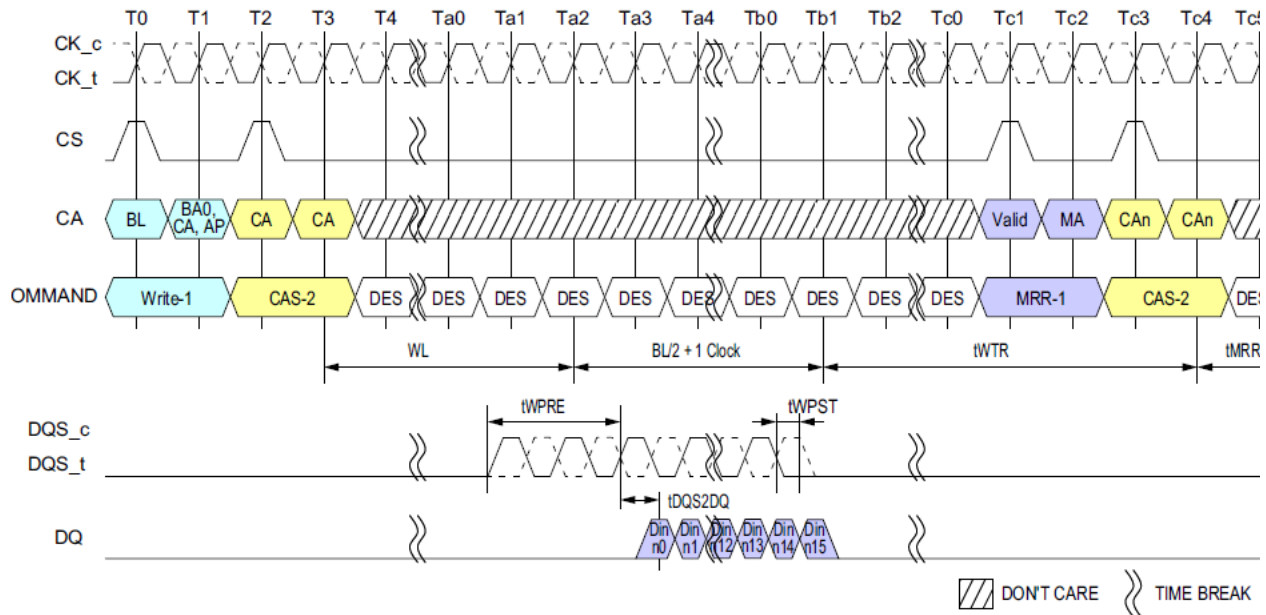 T0 T1 T2 T3 T4 Ta0 Ta1 Ta2 Ta3 Ta4 Tb0 Tb1 Tb2 Tc0 Tc1 Tc2 Tc3 Tc4 Tc5
CK_c
CK_t
CS
CA BL BA0, CA, AP CA CA Valid MA CAn CAn
OMMAND Write-1 CAS-2 DES DES DES DES DES DES DES DES DES DES MRR-1 CAS-2 DES
WL BL/2 + 1 Clock tWTR tMRR
tWPRE tWPST
DQS_c
DQS_t
tDQS2DQ
DQ Din n0 Din n1 Din n12 Din n13 Din n14 Din n15
DON'T CARE TIME BREAK